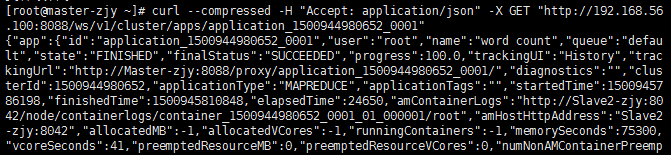 [root@master-zjy ~]# curl --compressed -H "Accept: application/json" -X GET "http://192.168.56
.100:8088/ws/v1/cluster/apps/application_1500944980652_0001"
{"app":{"id":"application_1500944980652_0001","user":"root","name":"word count","queue":"defau
lt","state":"FINISHED","finalStatus":"SUCCEEDED","progress":100.0,"trackingUI":"History","trac
kingUrl":"http://Master-zjy:8088/proxy/application_1500944980652_0001/","diagnostics":"","clus
terId":1500944980652,"applicationType":"MAPREDUCE","applicationTags":"","startedTime":15009457
86198,"finishedTime":1500945810848,"elapsedTime":24650,"amContainerLogs":"http://Slave2-zjy:80
42/node/containerlogs/container_1500944980652_0001_01_000001/root","amHostHttpAddress":"Slave2
-zjy:8042","allocatedMB":-1,"allocatedVCores":-1,"runningContainers":-1,"memorySeconds":75300,
"vcoreSeconds":41,"preemptedResourceMB":0,"preemptedResourceVCores":0,"numNonAMContainerPreemp